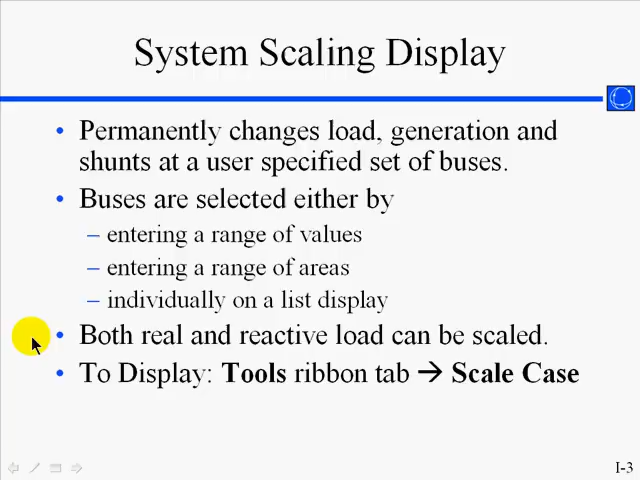 System Scaling Display
• Permanently changes load, generation and
shunts at a user specified set of buses.
• Buses are selected either by
– entering a range of values
– entering a range of areas
– individually on a list display
• Both real and reactive load can be scaled.
• To Display: Tools ribbon tab → Scale Case
I-3